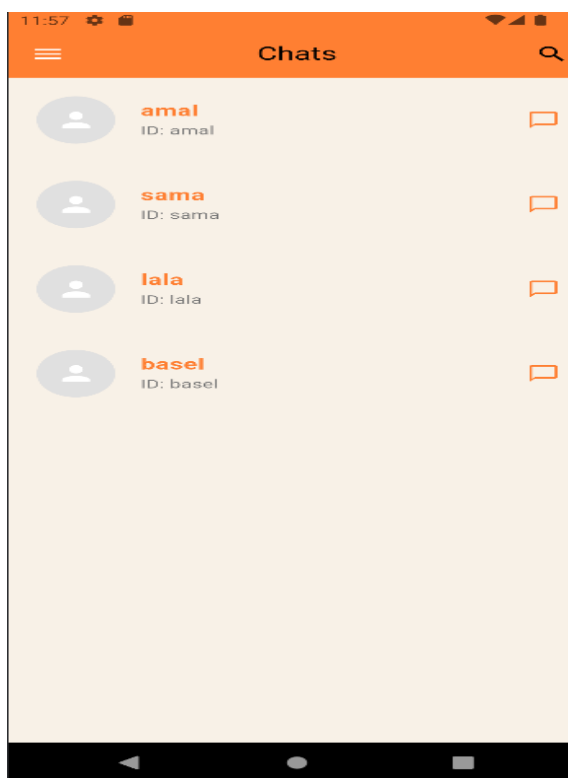 11:57
Chats
amal
ID: amal
sama
ID: sama
lala
ID: lala
basel
ID: basel